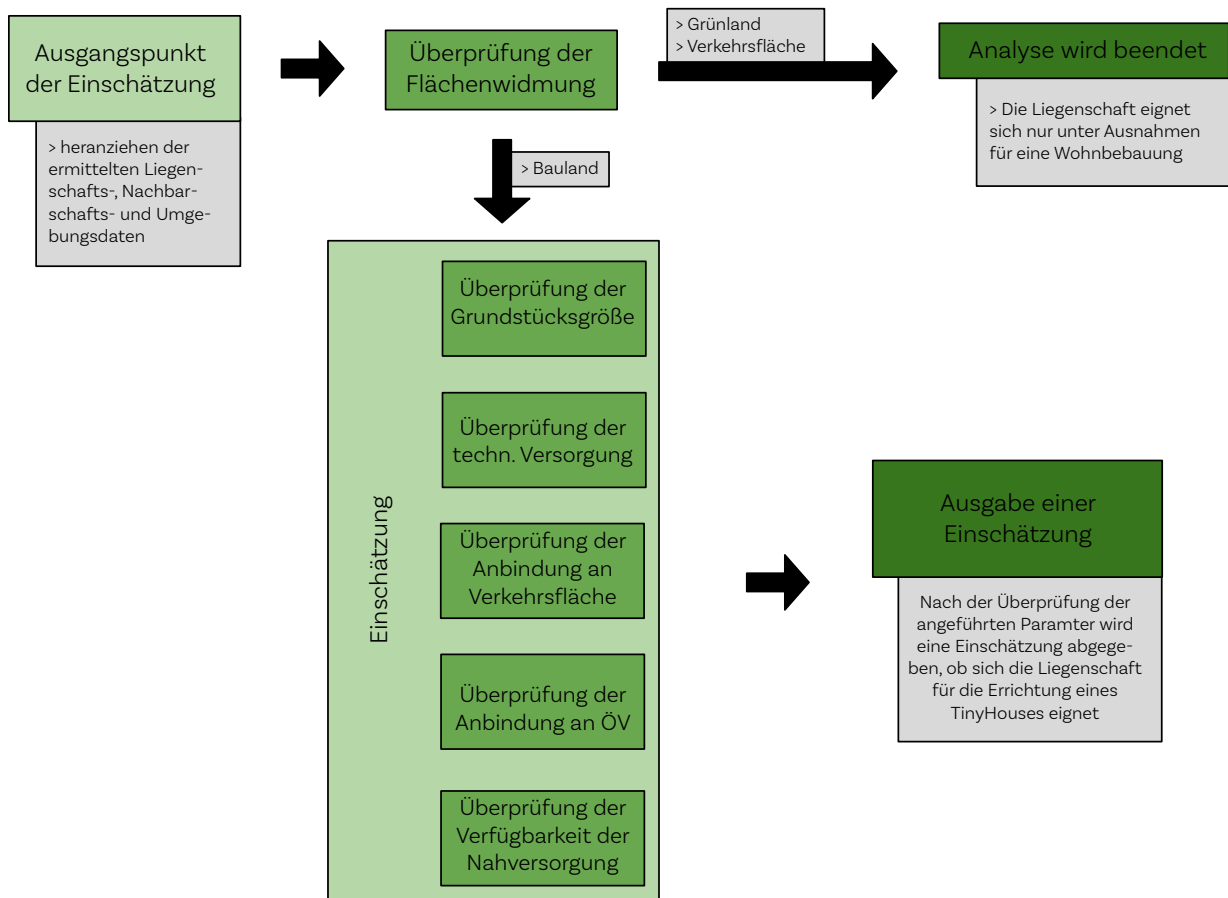 Ausgangspunkt
der Einschätzung
> heranziehen der
ermittelten Liegen-
schafts-, Nachbar-
schafts- und Umge-
bungsdaten
Überprüfung der
Flächenwidmung
> Grünland
> Verkehrsfläche
Analyse wird beendet
> Die Liegenschaft eignet
sich nur unter Ausnahmen
für eine Wohnbebauung
> Bauland
Einschätzung
Überprüfung der
Grundstücksgröße
Überprüfung der
techn. Versorgung
Überprüfung der
Anbindung an
Verkehrsfläche
Überprüfung der
Anbindung an ÖV
Überprüfung der
Verfügbarkeit der
Nahversorgung
Ausgabe einer
Einschätzung
Nach der Überprüfung der
angeführten Paramter wird
eine Einschätzung abgege-
ben, ob sich die Liegenschaft
für die Errichtung eines
TinyHouses eignet